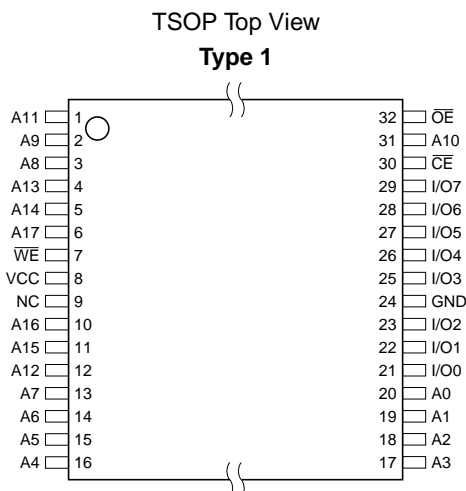 TSOP Top View
Type 1
A11 1 32 O̅E̅
A9 2 31 A10
A8 3 30 C̅E̅
A13 4 29 I/O7
A14 5 28 I/O6
A17 6 27 I/O5
W̅E̅ 7 26 I/O4
VCC 8 25 I/O3
NC 9 24 GND
A16 10 23 I/O2
A15 11 22 I/O1
A12 12 21 I/O0
A7 13 20 A0
A6 14 19 A1
A5 15 18 A2
A4 16 17 A3